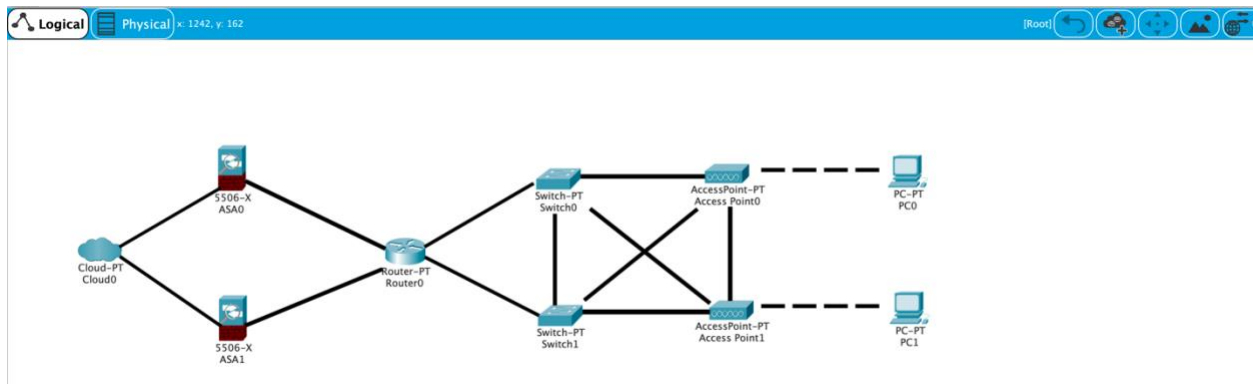 Logical
Physical x: 1242, y: 162
[Root]
5506-X
ASA0
Switch-PT
Switch0
AccessPoint-PT
Access Point0
PC-PT
PC0
Cloud-PT
Cloud0
Router-PT
Router0
5506-X
ASA1
Switch-PT
Switch1
AccessPoint-PT
Access Point1
PC-PT
PC1